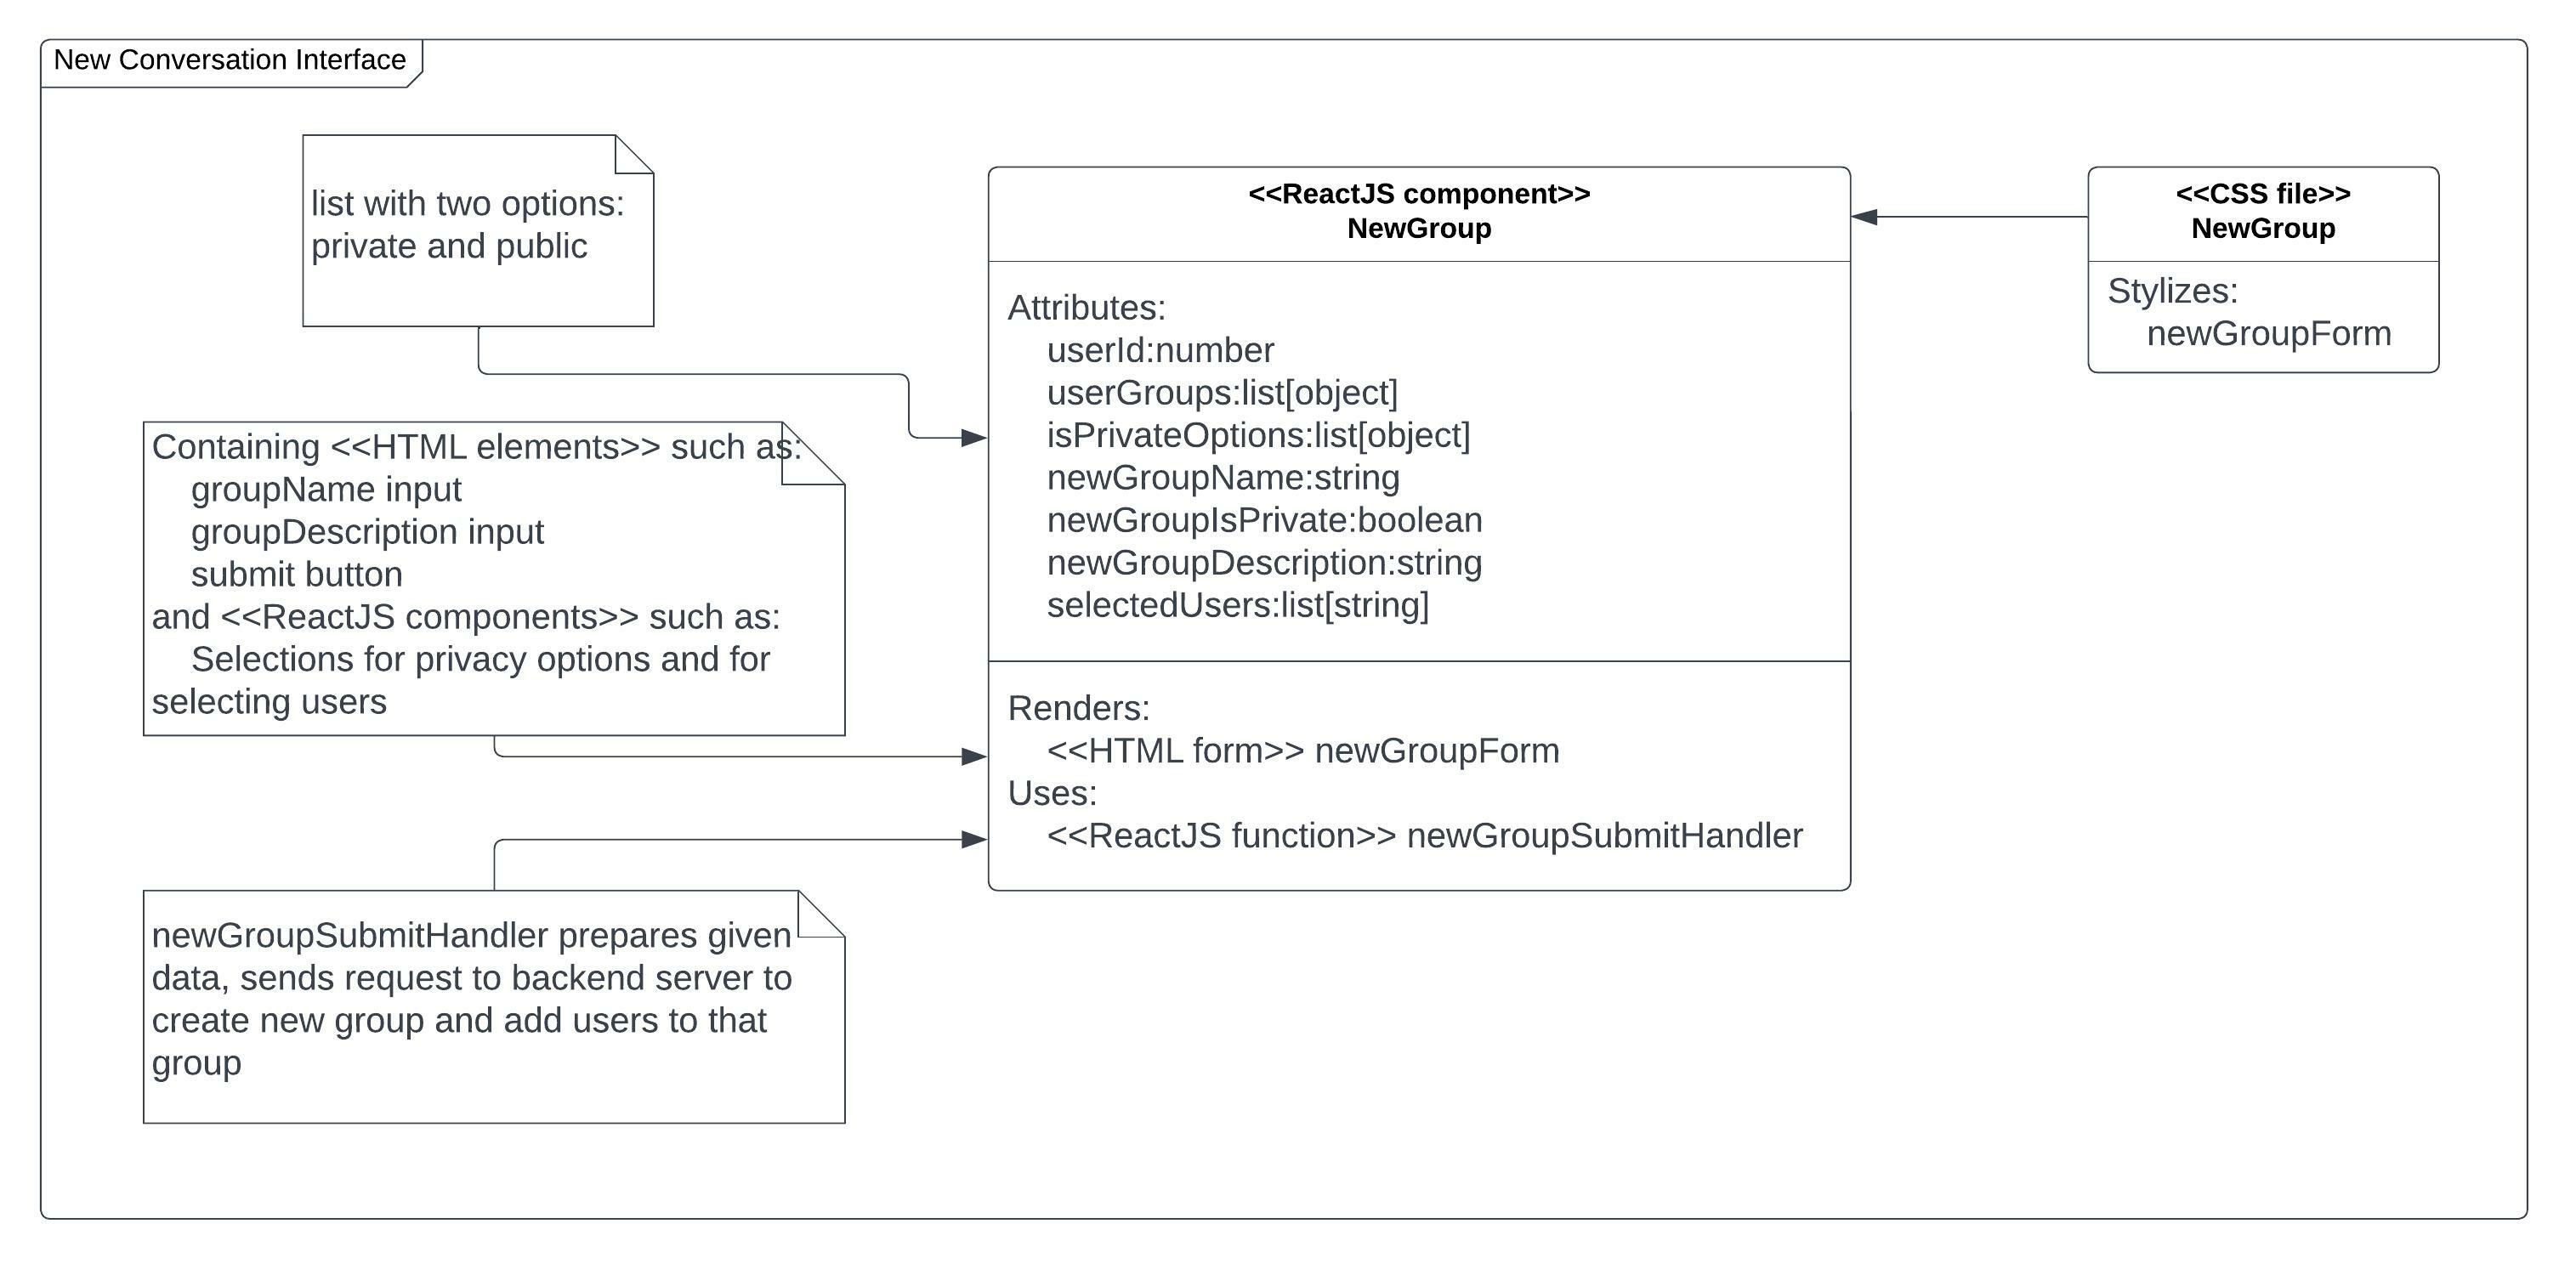 New Conversation Interface
list with two options:
private and public
Containing <<HTML elements>> such as:
groupName input
groupDescription input
submit button
and <<ReactJS components>> such as:
Selections for privacy options and for
selecting users
newGroupSubmitHandler prepares given
data, sends request to backend server to
create new group and add users to that
group
<<ReactJS component>>
NewGroup
Attributes:
userId:number
userGroups:list[object]
isPrivateOptions:list[object]
newGroupName:string
newGroupIsPrivate:boolean
newGroupDescription:string
selectedUsers:list[string]
Renders:
<<HTML form>> newGroupForm
Uses:
<<ReactJS function>> newGroupSubmitHandler
<<CSS file>>
NewGroup
Stylizes:
newGroupForm